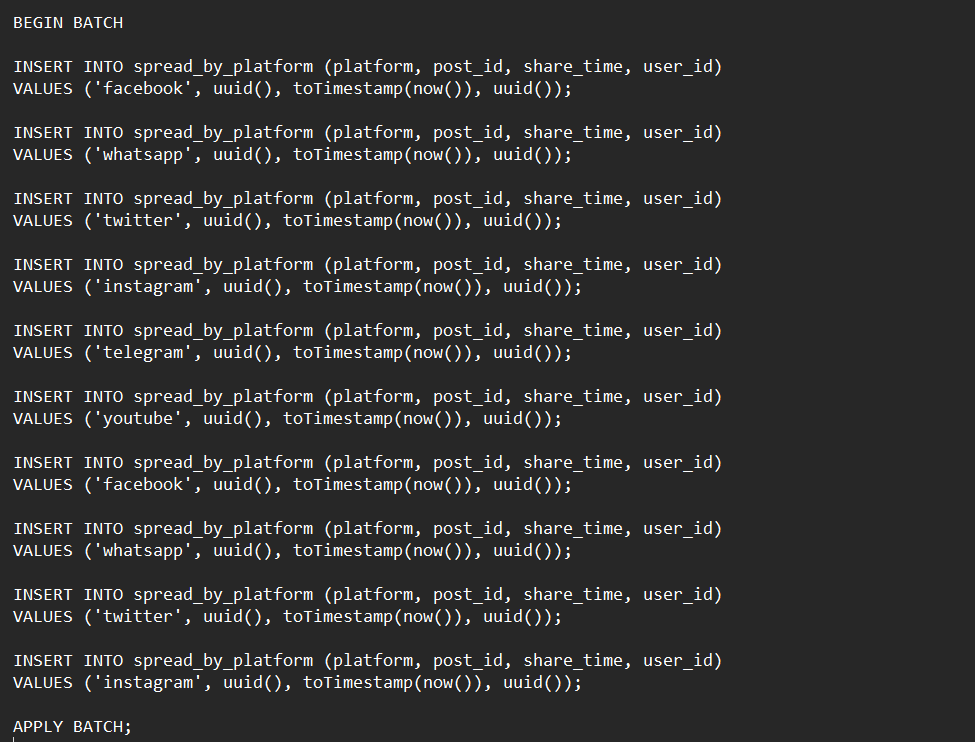 BEGIN BATCH
INSERT INTO spread_by_platform (platform, post_id, share_time, user_id)
VALUES ('facebook', uuid(), toTimestamp(now()), uuid());
INSERT INTO spread_by_platform (platform, post_id, share_time, user_id)
VALUES ('whatsapp', uuid(), toTimestamp(now()), uuid());
INSERT INTO spread_by_platform (platform, post_id, share_time, user_id)
VALUES ('twitter', uuid(), toTimestamp(now()), uuid());
INSERT INTO spread_by_platform (platform, post_id, share_time, user_id)
VALUES ('instagram', uuid(), toTimestamp(now()), uuid());
INSERT INTO spread_by_platform (platform, post_id, share_time, user_id)
VALUES ('telegram', uuid(), toTimestamp(now()), uuid());
INSERT INTO spread_by_platform (platform, post_id, share_time, user_id)
VALUES ('youtube', uuid(), toTimestamp(now()), uuid());
INSERT INTO spread_by_platform (platform, post_id, share_time, user_id)
VALUES ('facebook', uuid(), toTimestamp(now()), uuid());
INSERT INTO spread_by_platform (platform, post_id, share_time, user_id)
VALUES ('whatsapp', uuid(), toTimestamp(now()), uuid());
INSERT INTO spread_by_platform (platform, post_id, share_time, user_id)
VALUES ('twitter', uuid(), toTimestamp(now()), uuid());
INSERT INTO spread_by_platform (platform, post_id, share_time, user_id)
VALUES ('instagram', uuid(), toTimestamp(now()), uuid());
APPLY BATCH;